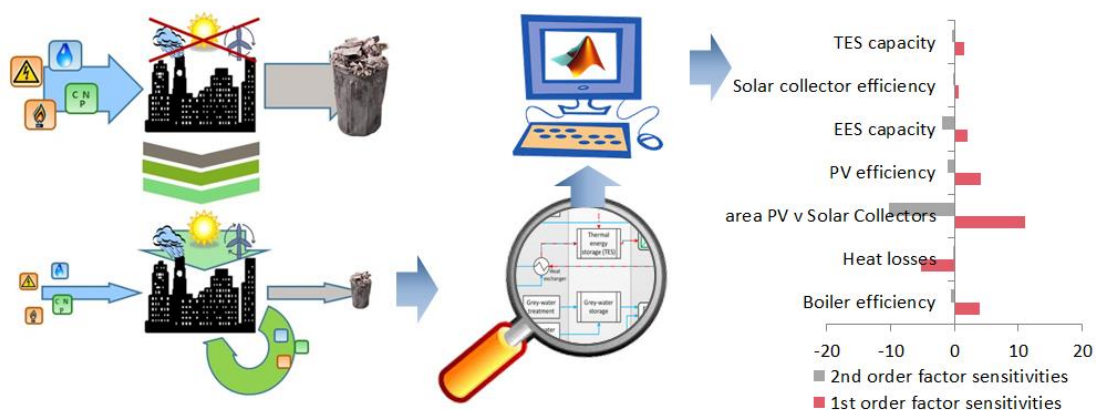 C N
P
C N
P
Thermal
energy
storage (TES)
Heat
exchanger
Grey-water
treatment
Grey-water
storage
TES capacity
Solar collector efficiency
EES capacity
PV efficiency
area PV v Solar Collectors
Heat losses
Boiler efficiency
-20 -10 0 10 20
2nd order factor sensitivities
1st order factor sensitivities